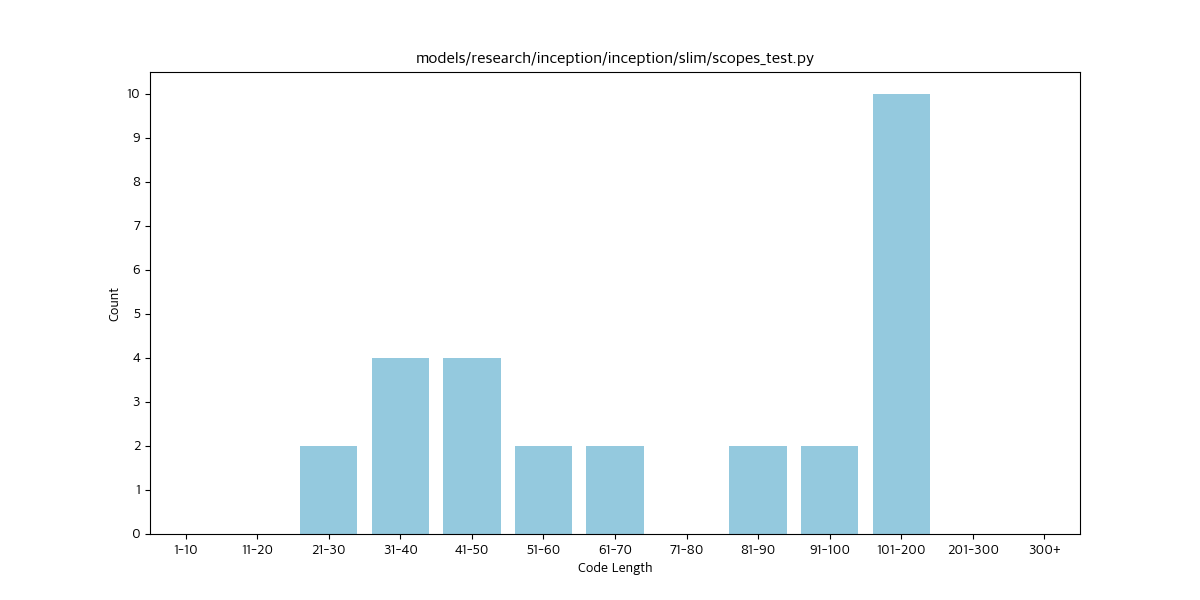 models/research/inception/inception/slim/scopes_test.py
10
9
8
7
6
5
4
3
2
1
0
Count
1-10 11-20 21-30 31-40 41-50 51-60 61-70 71-80 81-90 91-100 101-200 201-300 300+
Code Length